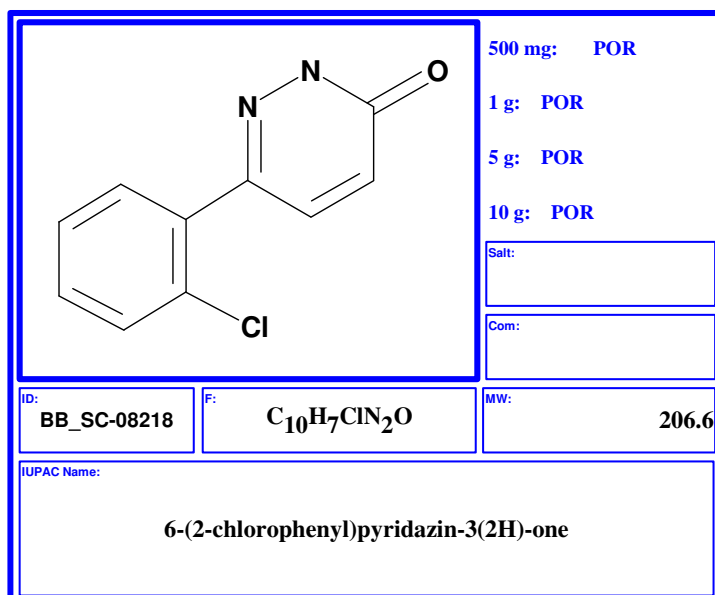 N
N
O
Cl
500 mg: POR
1 g: POR
5 g: POR
10 g: POR
Salt:
Com:
ID:
BB_SC-08218
F:
C10H7ClN2O
MW:
206.6
IUPAC Name:
6-(2-chlorophenyl)pyridazin-3(2H)-one